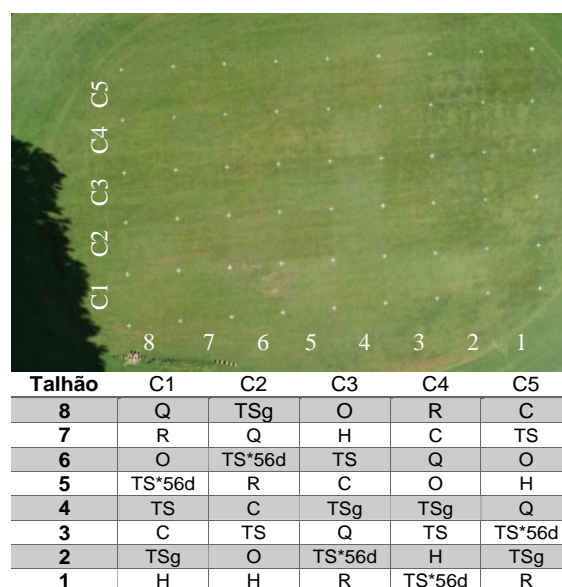 C5
C4
C3
C2
C1
8 7 6 5 4 3 2 1
Talhão C1 C2 C3 C4 C5
8 Q TSg O R C
7 R Q H C TS
6 O TS*56d TS Q O
5 TS*56d R C O H
4 TS C TSg TSg Q
3 C TS Q TS TS*56d
2 TSg O TS*56d H TSg
1 H H R TS*56d R